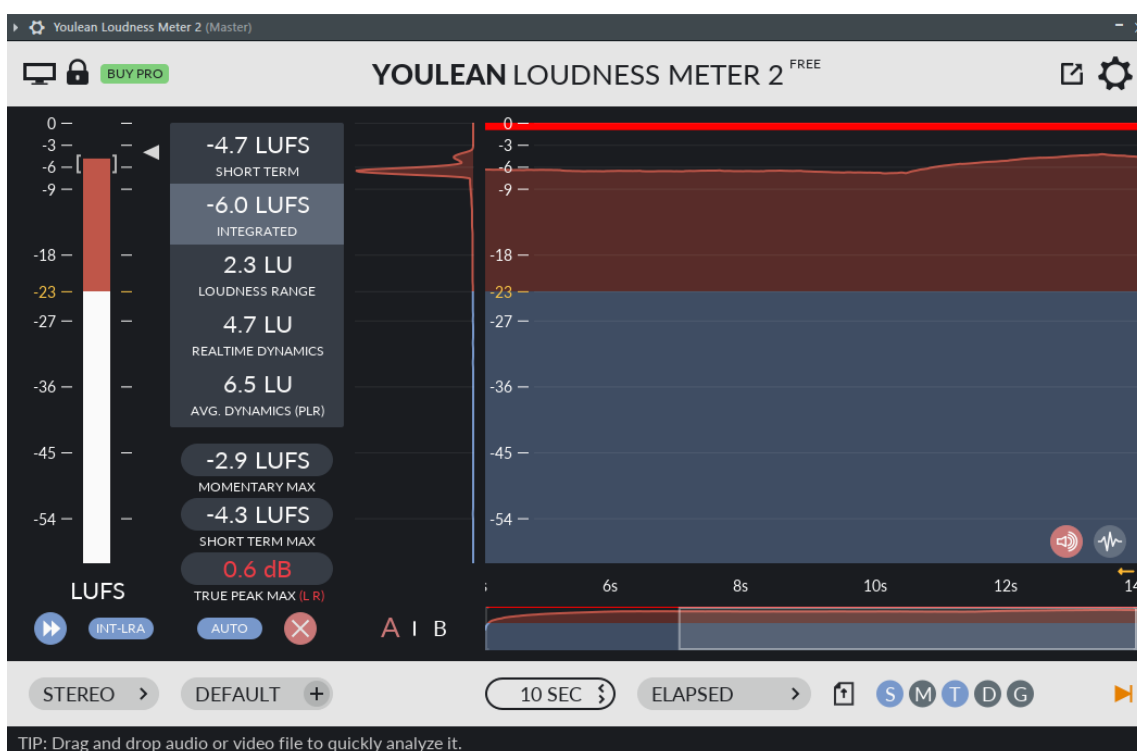 Youlean Loudness Meter 2 (Master)
BUY PRO
YOULEAN LOUDNESS METER 2 FREE
0
-3
-6
-9
-18
-23
-27
-36
-45
-54
LUFS
-4.7 LUFS
SHORT TERM
-6.0 LUFS
INTEGRATED
2.3 LU
LOUDNESS RANGE
4.7 LU
REALTIME DYNAMICS
6.5 LU
AVG. DYNAMICS (PLR)
-2.9 LUFS
MOMENTARY MAX
-4.3 LUFS
SHORT TERM MAX
0.6 dB
TRUE PEAK MAX (L R)
0
-3
-6
-9
-18
-23
-27
-36
-45
-54
6s 8s 10s 12s 14
INT-LRA AUTO A I B
STEREO DEFAULT + 10 SEC ELAPSED S M T D G
TIP: Drag and drop audio or video file to quickly analyze it.